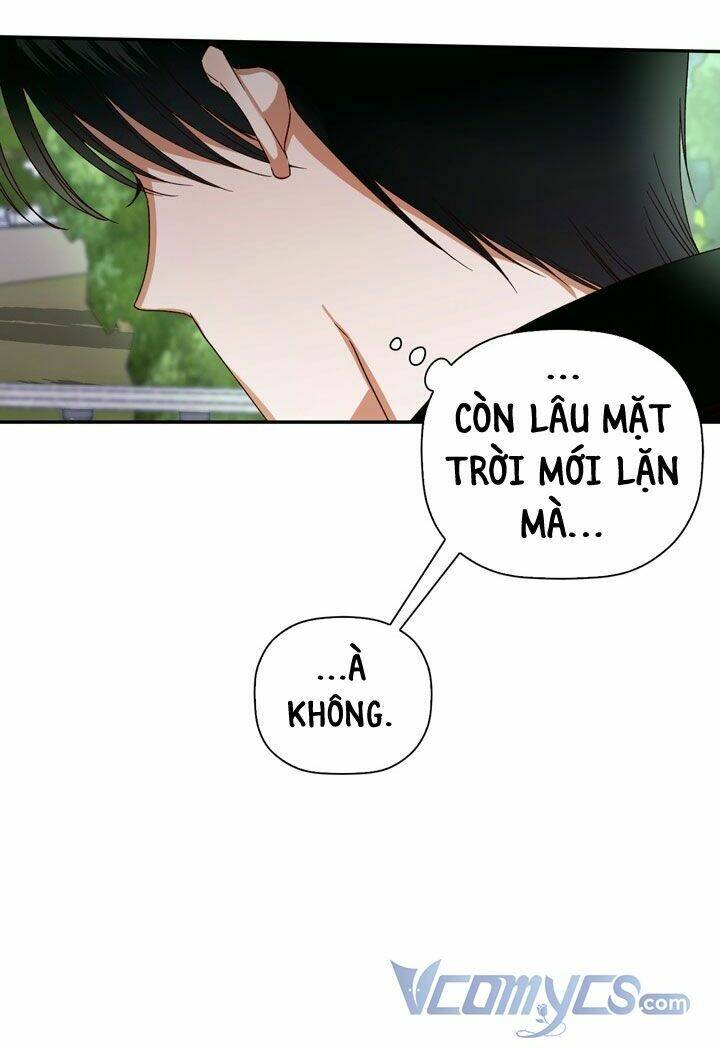 ...
CÒN LÂU MẶT
TRỜI MỚI LẶN
MÀ...
...À
KHÔNG.
VCOMYCS.com